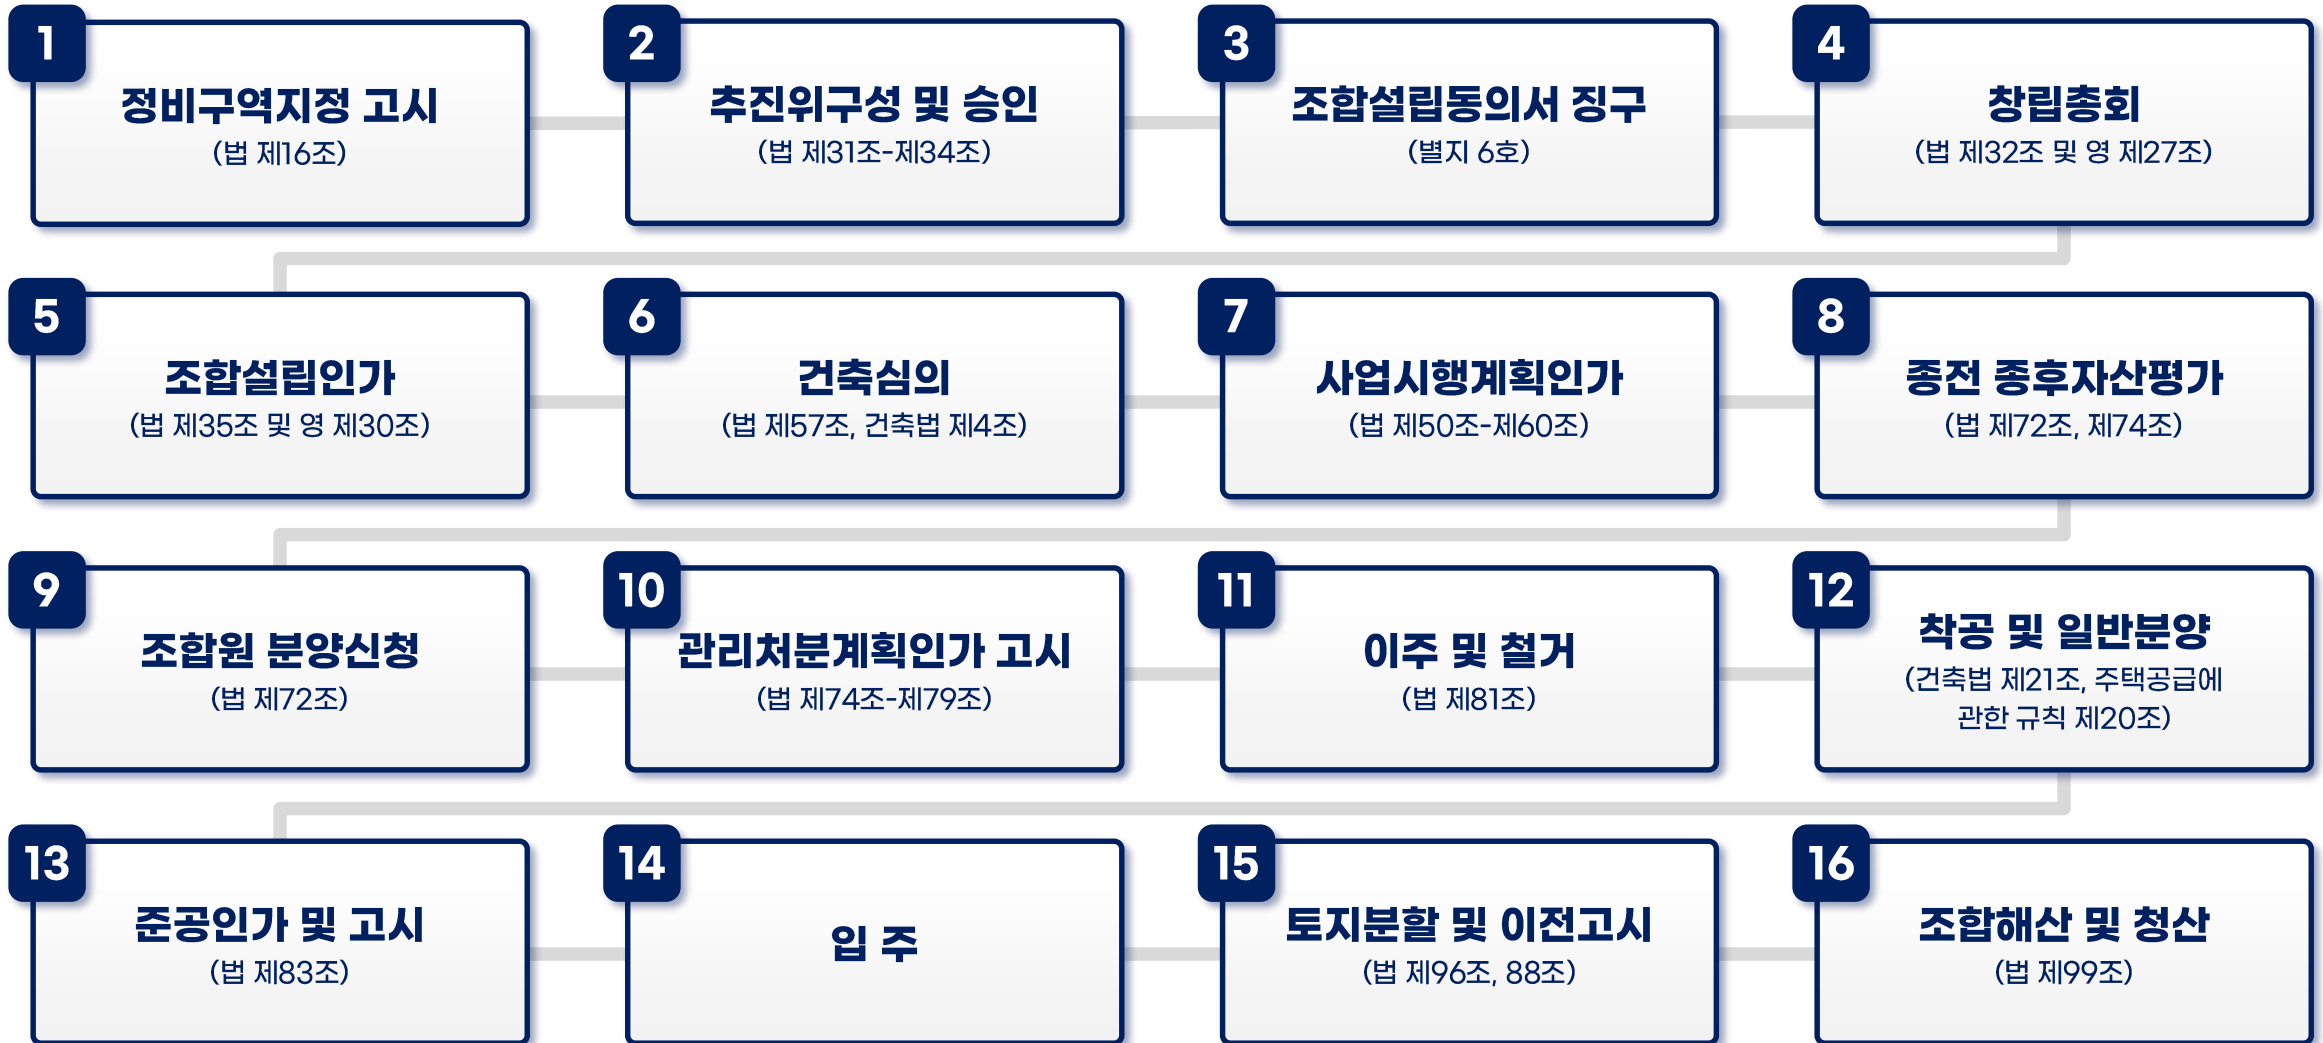 1
정비구역지정 고시
(법 제16조)
2
추진위구성 및 승인
(법 제31조-제34조)
3
조합설립동의서 징구
(별지 6호)
4
창립총회
(법 제32조 및 영 제27조)
5
조합설립인가
(법 제35조 및 영 제30조)
6
건축심의
(법 제57조, 건축법 제4조)
7
사업시행계획인가
(법 제50조-제60조)
8
종전 종후자산평가
(법 제72조, 제74조)
9
조합원 분양신청
(법 제72조)
10
관리처분계획인가 고시
(법 제74조-제79조)
11
이주 및 철거
(법 제81조)
12
착공 및 일반분양
(건축법 제21조, 주택공급에
관한 규칙 제20조)
13
준공인가 및 고시
(법 제83조)
14
입 주
15
토지분할 및 이전고시
(법 제96조, 88조)
16
조합해산 및 청산
(법 제99조)